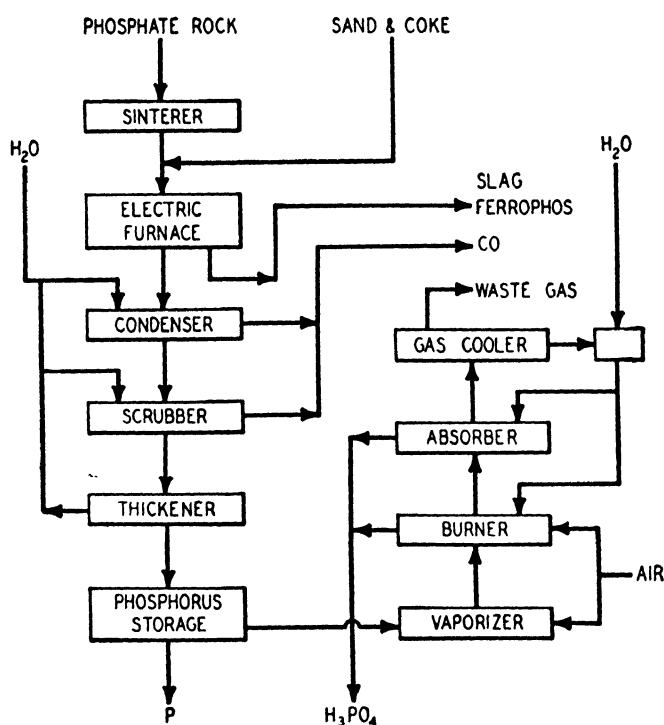 PHOSPHATE ROCK
SAND & COKE
SINTERER
H₂O
H₂O
ELECTRIC
FURNACE
SLAG
FERROPHOS
CO
WASTE GAS
CONDENSER
GAS COOLER
SCRUBBER
ABSORBER
THICKENER
BURNER
AIR
PHOSPHORUS
STORAGE
VAPORIZER
P
H₃PO₄